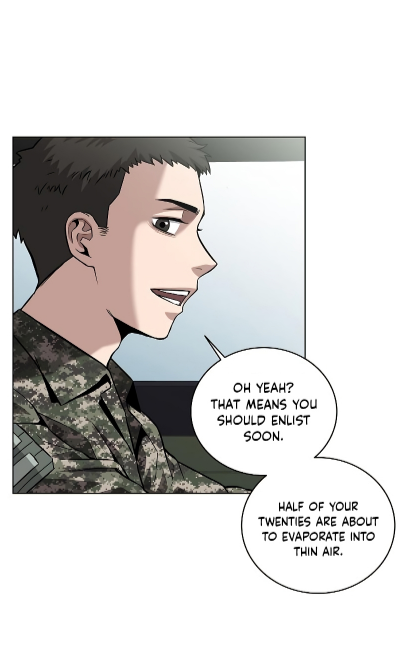 OH YEAH?
THAT MEANS YOU
SHOULD ENLIST
SOON.
HALF OF YOUR
TWENTIES ARE ABOUT
TO EVAPORATE INTO
THIN AIR.